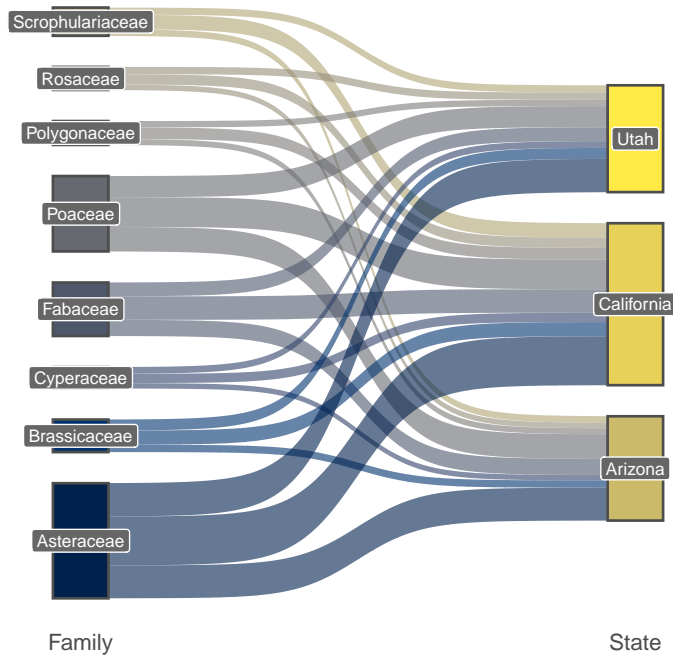 Scrophulariaceae
Rosaceae
Polygonaceae
Poaceae
Fabaceae
Cyperaceae
Brassicaceae
Asteraceae
Utah
California
Arizona
Family
State